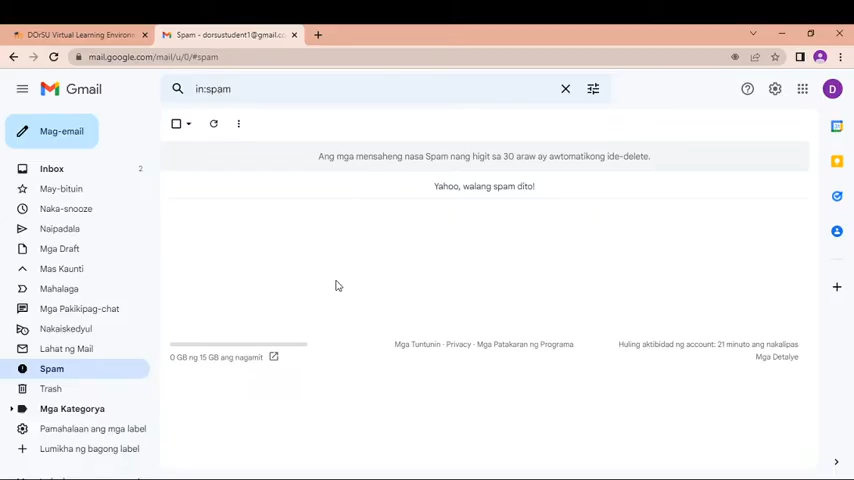 DOrSU Virtual Learning Environ
Spam - dorsustudent1@gmail.co
mail.google.com/mail/u/0/#spam
Gmail
in:spam
D
Mag-email
Inbox 2
May-bituin
Naka-snooze
Naipadala
Mga Draft
Mas Kaunti
Mahalaga
Mga Pakikipag-chat
Nakaiskedyul
Lahat ng Mail
Spam
Trash
Mga Kategorya
Pamahalaan ang mga label
Lumikha ng bagong label
Ang mga mensaheng nasa Spam nang higit sa 30 araw ay awtomatikong ide-delete.
Yahoo, walang spam dito!
0 GB ng 15 GB ang nagamit
Mga Tuntunin · Privacy · Mga Patakaran ng Programa
Huling aktibidad ng account: 21 minuto ang nakalipas
Mga Detalye